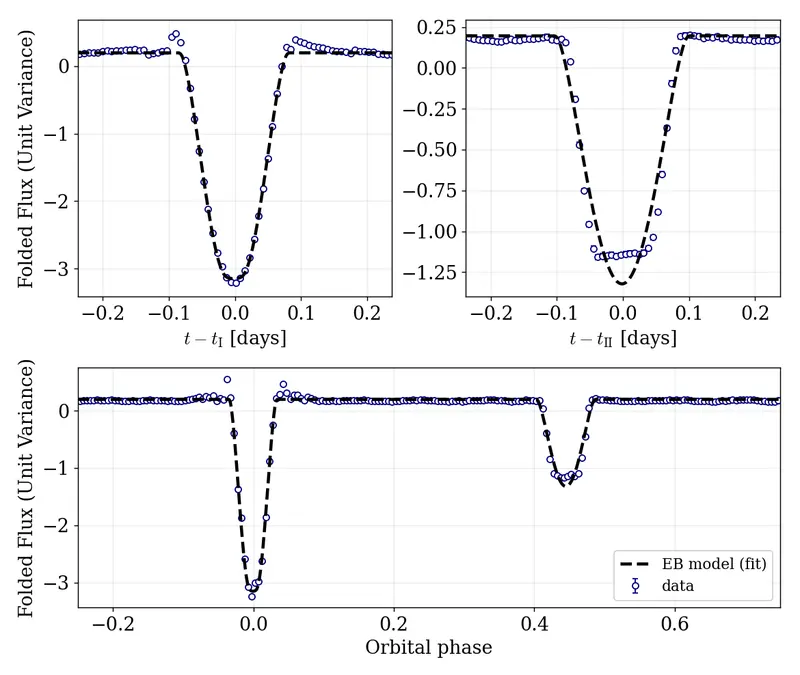 Folded Flux (Unit Variance)
0
−1
−2
−3
−0.2 −0.1 0.0 0.1 0.2
t − tI [days]
0.25
0.00
−0.25
−0.50
−0.75
−1.00
−1.25
−0.2 −0.1 0.0 0.1 0.2
t − tII [days]
Folded Flux (Unit Variance)
0
−1
−2
−3
−0.2 0.0 0.2 0.4 0.6
Orbital phase
EB model (fit)
data